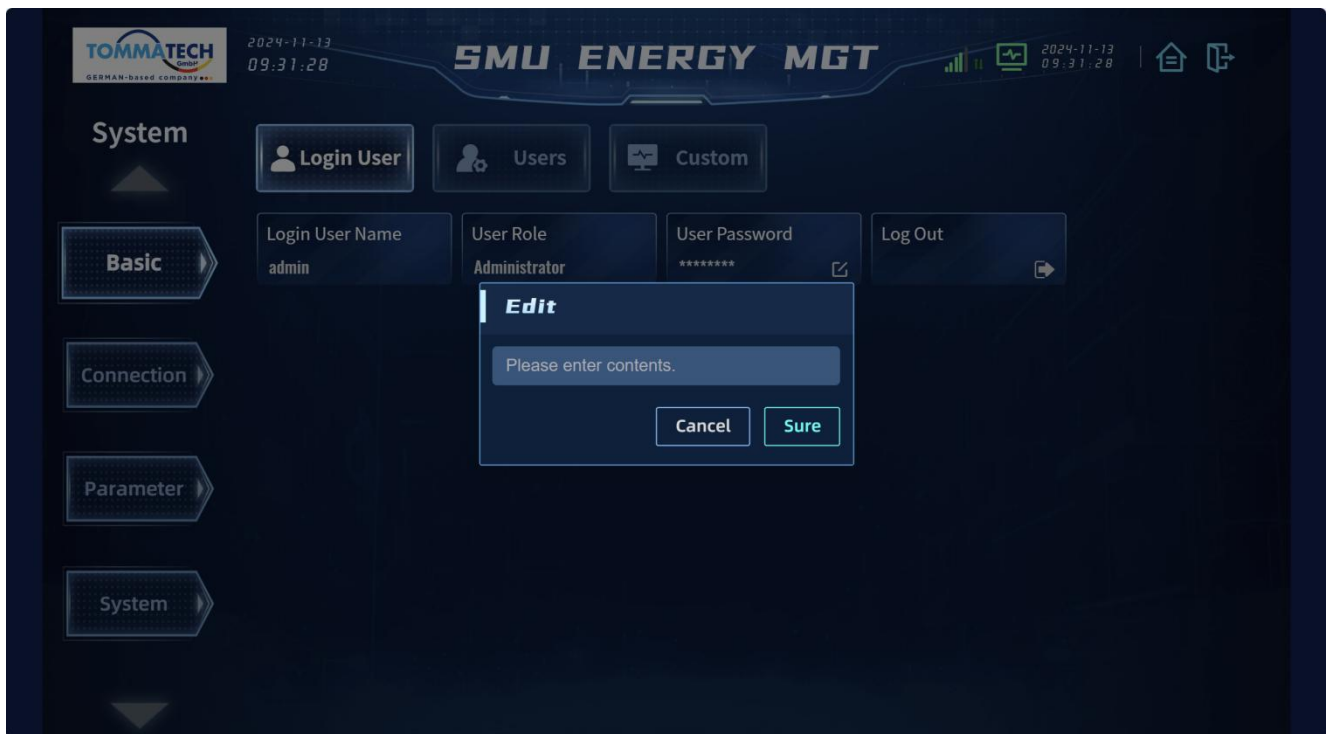 TOMMATECH
GmbH
GERMAN-based company
2024-11-13
09:31:28
SMU ENERGY MGT
2024-11-13
09:31:28
System
Login User
Users
Custom
Basic
Connection
Parameter
System
Login User Name
admin
User Role
Administrator
User Password
********
Log Out
Edit
Please enter contents.
Cancel
Sure